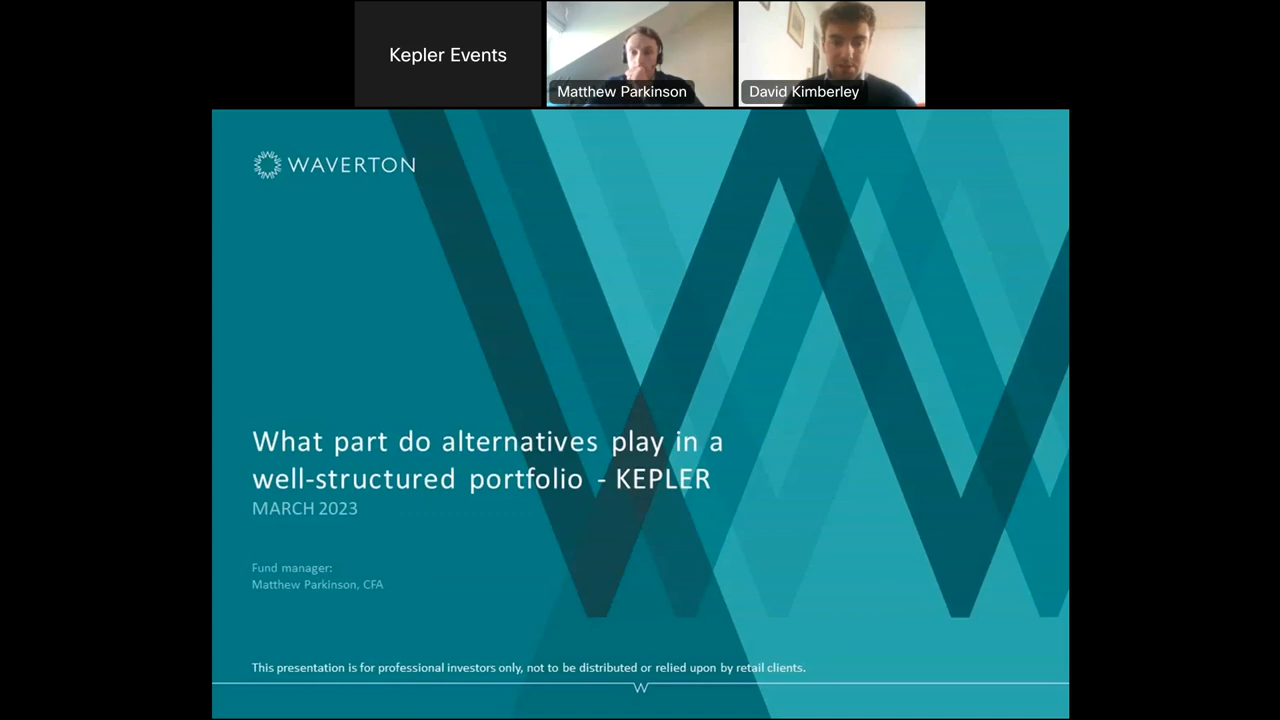 Kepler Events
Matthew Parkinson
David Kimberley
WAVERTON
What part do alternatives play in a
well-structured portfolio - KEPLER
MARCH 2023
Fund manager:
Matthew Parkinson, CFA
This presentation is for professional investors only, not to be distributed or relied upon by retail clients.